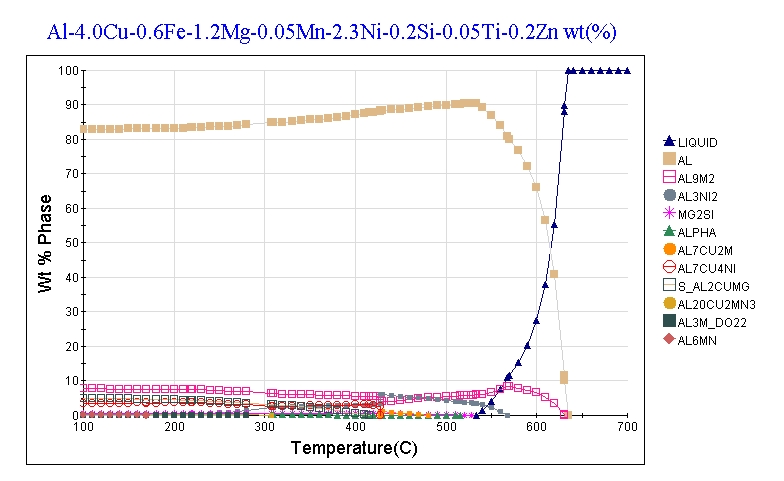 Al-4.0Cu-0.6Fe-1.2Mg-0.05Mn-2.3Ni-0.2Si-0.05Ti-0.2Zn wt(%)
100
90
80
70
60
50
40
30
20
10
0
Wt % Phase
100 200 300 400 500 600 700
Temperature(C)
LIQUID
AL
AL9M2
AL3NI2
MG2SI
ALPHA
AL7CU2M
AL7CU4NI
S_AL2CUMG
AL20CU2MN3
AL3M_DO22
AL6MN